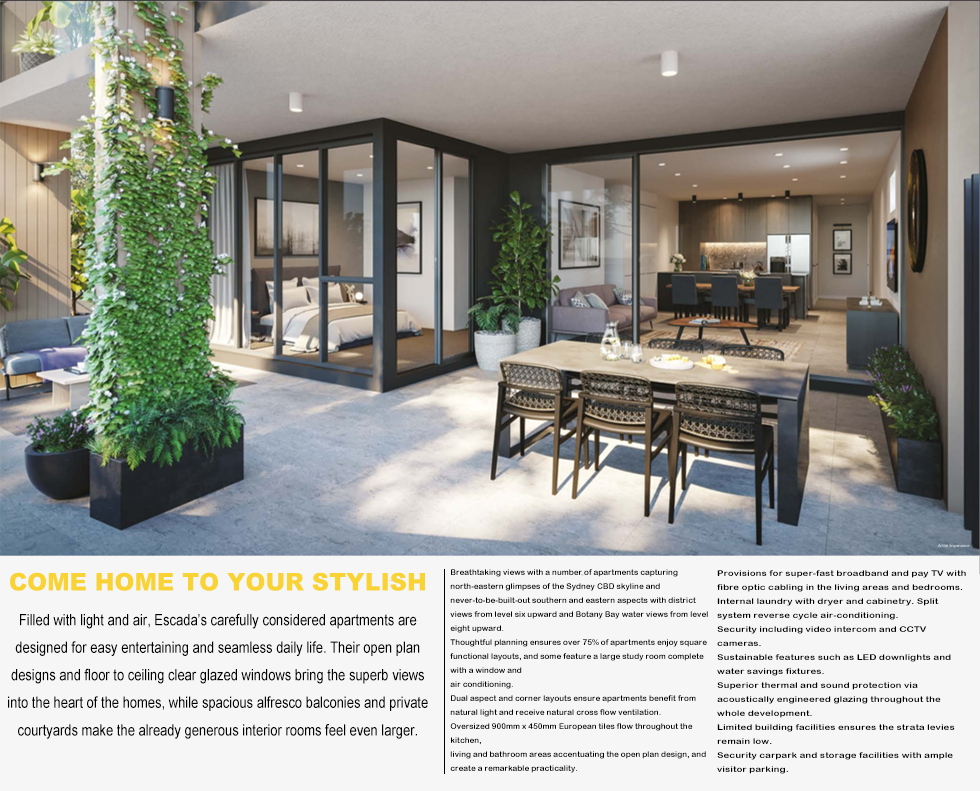 Artist Impression
COME HOME TO YOUR STYLISH
Filled with light and air, Escada's carefully considered apartments are
designed for easy entertaining and seamless daily life. Their open plan
designs and floor to ceiling clear glazed windows bring the superb views
into the heart of the homes, while spacious alfresco balconies and private
courtyards make the already generous interior rooms feel even larger.
Breathtaking views with a number of apartments capturing
north-eastern glimpses of the Sydney CBD skyline and
never-to-be-built-out southern and eastern aspects with district
views from level six upward and Botany Bay water views from level
eight upward.
Thoughtful planning ensures over 75% of apartments enjoy square
functional layouts, and some feature a large study room complete
with a window and
air conditioning.
Dual aspect and corner layouts ensure apartments benefit from
natural light and receive natural cross flow ventilation.
Oversized 900mm x 450mm European tiles flow throughout the
kitchen,
living and bathroom areas accentuating the open plan design, and
create a remarkable practicality.
Provisions for super-fast broadband and pay TV with
fibre optic cabling in the living areas and bedrooms.
Internal laundry with dryer and cabinetry. Split
system reverse cycle air-conditioning.
Security including video intercom and CCTV
cameras.
Sustainable features such as LED downlights and
water savings fixtures.
Superior thermal and sound protection via
acoustically engineered glazing throughout the
whole development.
Limited building facilities ensures the strata levies
remain low.
Security carpark and storage facilities with ample
visitor parking.